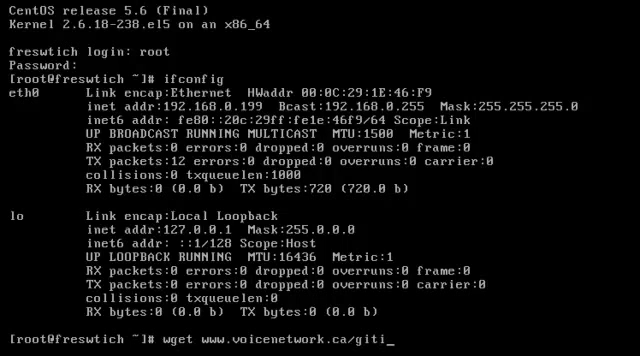 CentOS release 5.6 (Final)
Kernel 2.6.18-238.el5 on an x86_64
freswtich login: root
Password:
[root@freswtich ~]# ifconfig
eth0 Link encap:Ethernet HWaddr 00:0C:29:1E:46:F9
inet addr:192.168.0.199 Bcast:192.168.0.255 Mask:255.255.255.0
inet6 addr: fe80::20c:29ff:fe1e:46f9/64 Scope:Link
UP BROADCAST RUNNING MULTICAST MTU:1500 Metric:1
RX packets:0 errors:0 dropped:0 overruns:0 frame:0
TX packets:12 errors:0 dropped:0 overruns:0 carrier:0
collisions:0 txqueuelen:1000
RX bytes:0 (0.0 b) TX bytes:720 (720.0 b)
lo Link encap:Local Loopback
inet addr:127.0.0.1 Mask:255.0.0.0
inet6 addr: ::1/128 Scope:Host
UP LOOPBACK RUNNING MTU:16436 Metric:1
RX packets:0 errors:0 dropped:0 overruns:0 frame:0
TX packets:0 errors:0 dropped:0 overruns:0 carrier:0
collisions:0 txqueuelen:0
RX bytes:0 (0.0 b) TX bytes:0 (0.0 b)
[root@freswtich ~]# wget www.voicenetwork.ca/giti_